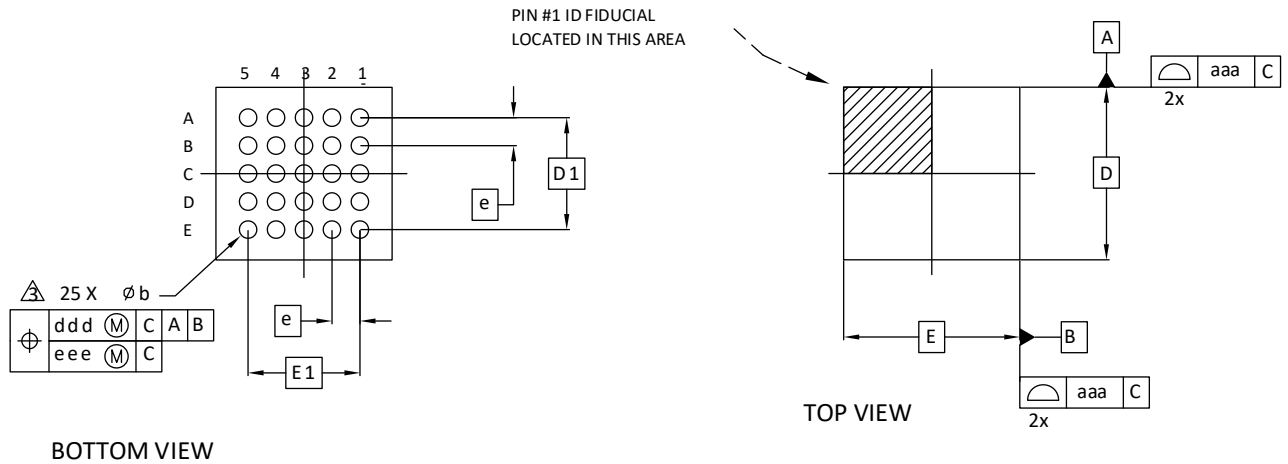 PIN #1 ID FIDUCIAL
LOCATED IN THIS AREA
5 4 3 2 1
A
B
C
D
E
e
D1
3 25 X Ø b
ddd Ⓜ C A B
eee Ⓜ C
e
E1
BOTTOM VIEW
A
aaa C
2x
D
E
B
aaa C
2x
TOP VIEW